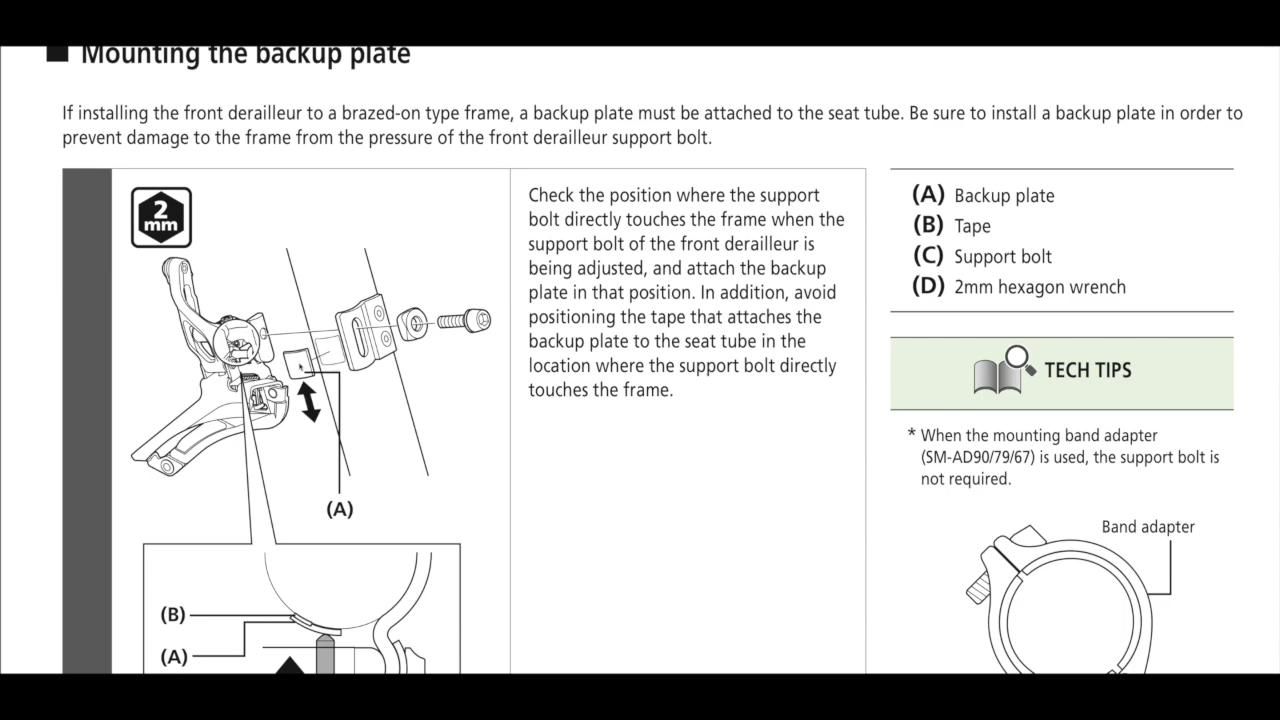 Mounting the backup plate
If installing the front derailleur to a brazed-on type frame, a backup plate must be attached to the seat tube. Be sure to install a backup plate in order to
prevent damage to the frame from the pressure of the front derailleur support bolt.
2
mm
(A)
(B)
(A)
Check the position where the support
bolt directly touches the frame when the
support bolt of the front derailleur is
being adjusted, and attach the backup
plate in that position. In addition, avoid
positioning the tape that attaches the
backup plate to the seat tube in the
location where the support bolt directly
touches the frame.
(A) Backup plate
(B) Tape
(C) Support bolt
(D) 2mm hexagon wrench
TECH TIPS
* When the mounting band adapter
(SM-AD90/79/67) is used, the support bolt is
not required.
Band adapter